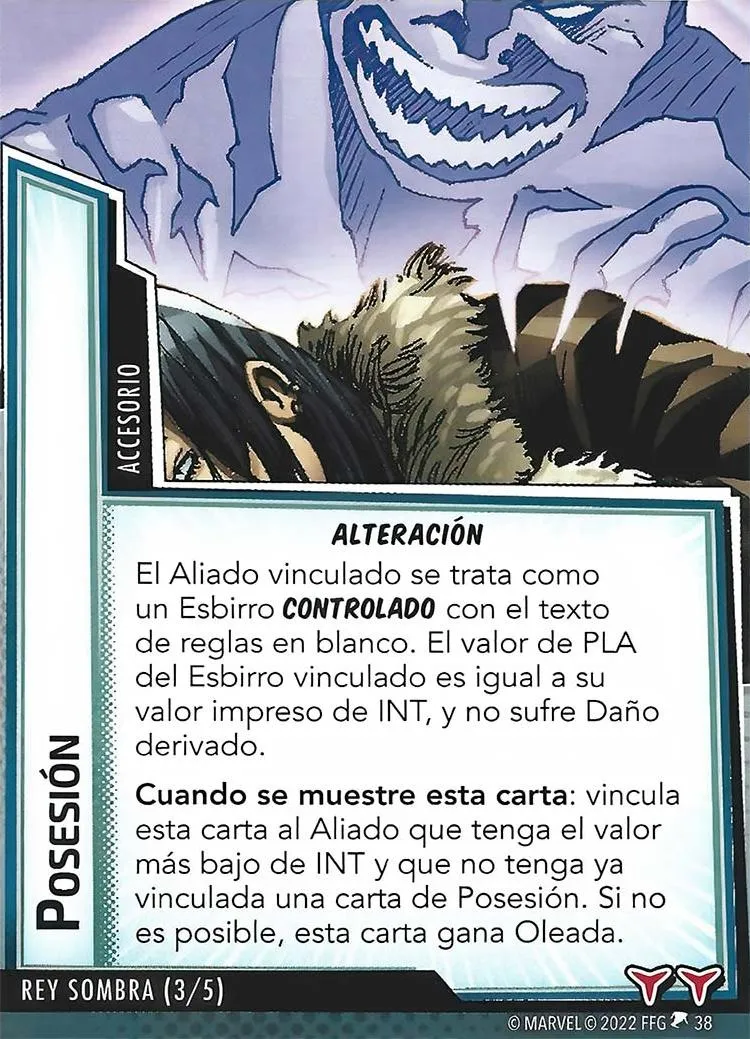 ACCESORIO
POSESIÓN
ALTERACIÓN
El Aliado vinculado se trata como
un Esbirro CONTROLADO con el texto
de reglas en blanco. El valor de PLA
del Esbirro vinculado es igual a su
valor impreso de INT, y no sufre Daño
derivado.
Cuando se muestre esta carta: vincula
esta carta al Aliado que tenga el valor
más bajo de INT y que no tenga ya
vinculada una carta de Posesión. Si no
es posible, esta carta gana Oleada.
REY SOMBRA (3/5)
© MARVEL © 2022 FFG 38